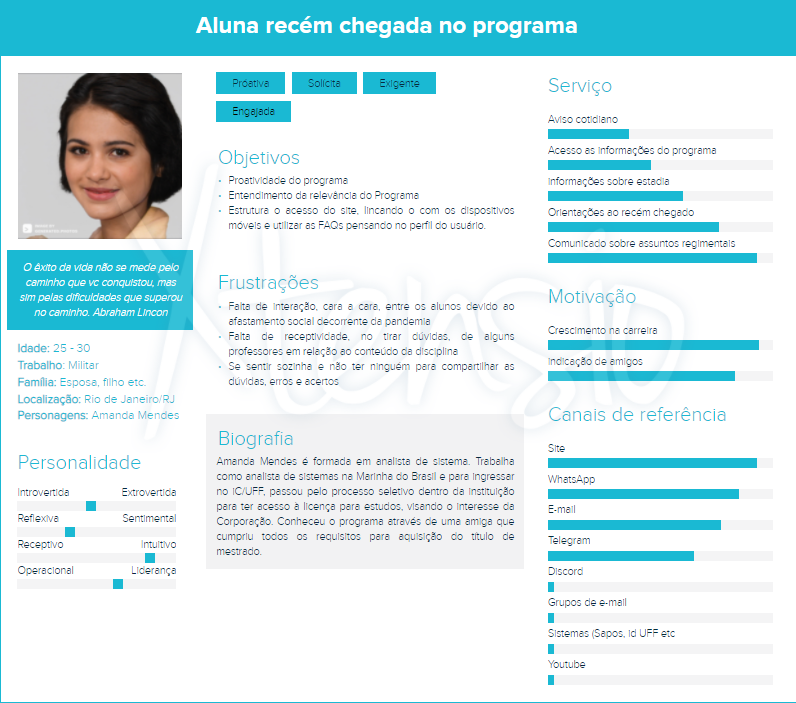 Aluna recém chegada no programa
O êxito da vida não se mede pelo
caminho que vc conquistou, mas
sim pelas dificuldades que superou
no caminho. Abraham Lincon
Idade: 25 - 30
Trabalho: Militar
Família: Esposa, filho etc.
Localização: Rio de Janeiro/RJ
Personagens: Amanda Mendes
Personalidade
Introvertida Extrovertida
Reflexiva Sentimental
Receptivo Intuitivo
Operacional Liderança
Próativa Solícita Exigente
Engajada
Objetivos
Proatividade do programa
Entendimento da relevância do Programa
Estrutura o acesso do site, lincando o com os dispositivos
móveis e utilizar as FAQs pensando no perfil do usuário.
Frustrações
Falta de interação, cara a cara, entre os alunos devido ao
afastamento social decorrente da pandemia
Falta de receptividade, no tirar dúvidas, de alguns
professores em relação ao conteúdo da disciplina
Se sentir sozinha e não ter ninguém para compartilhar as
dúvidas, erros e acertos
Biografia
Amanda Mendes é formada em analista de sistema. Trabalha
como analista de sistemas na Marinha do Brasil e para ingressar
no IC/UFF, passou pelo processo seletivo dentro da instituição
para ter acesso à licença para estudos, visando o interesse da
Corporação. Conheceu o programa através de uma amiga que
cumpriu todos os requisitos para aquisição do título de
mestrado.
Serviço
Aviso cotidiano
Acesso as informações do programa
Informações sobre estadia
Orientações ao recém chegado
Comunicado sobre assuntos regimentais
Motivação
Crescimento na carreira
Indicação de amigos
Canais de referência
Site
WhatsApp
E-mail
Telegram
Discord
Grupos de e-mail
Sistemas (Sapos, id UFF etc
Youtube
Xtensio